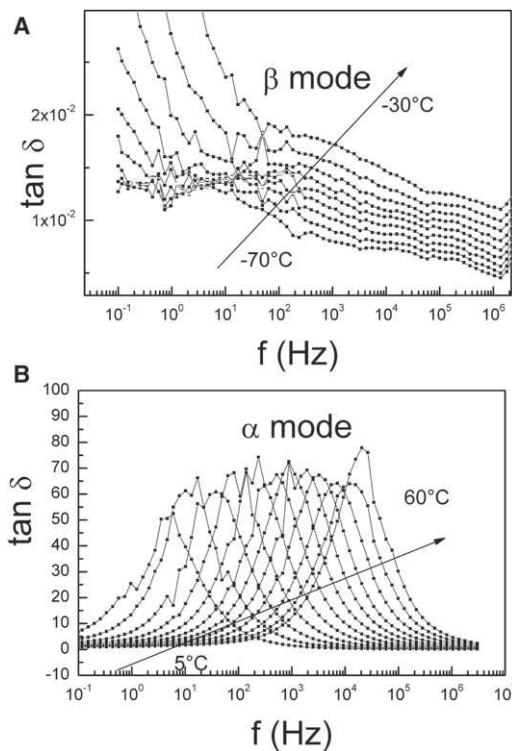 A
β mode
-30°C
2x10⁻²
tan δ
1x10⁻²
-70°C
10⁻¹ 10⁰ 10¹ 10² 10³ 10⁴ 10⁵ 10⁶
f (Hz)
B
100
90
80
70
60
50
40
30
20
10
0
-10
α mode
tan δ
60°C
5°C
10⁻¹ 10⁰ 10¹ 10² 10³ 10⁴ 10⁵ 10⁶ 10⁷
f (Hz)